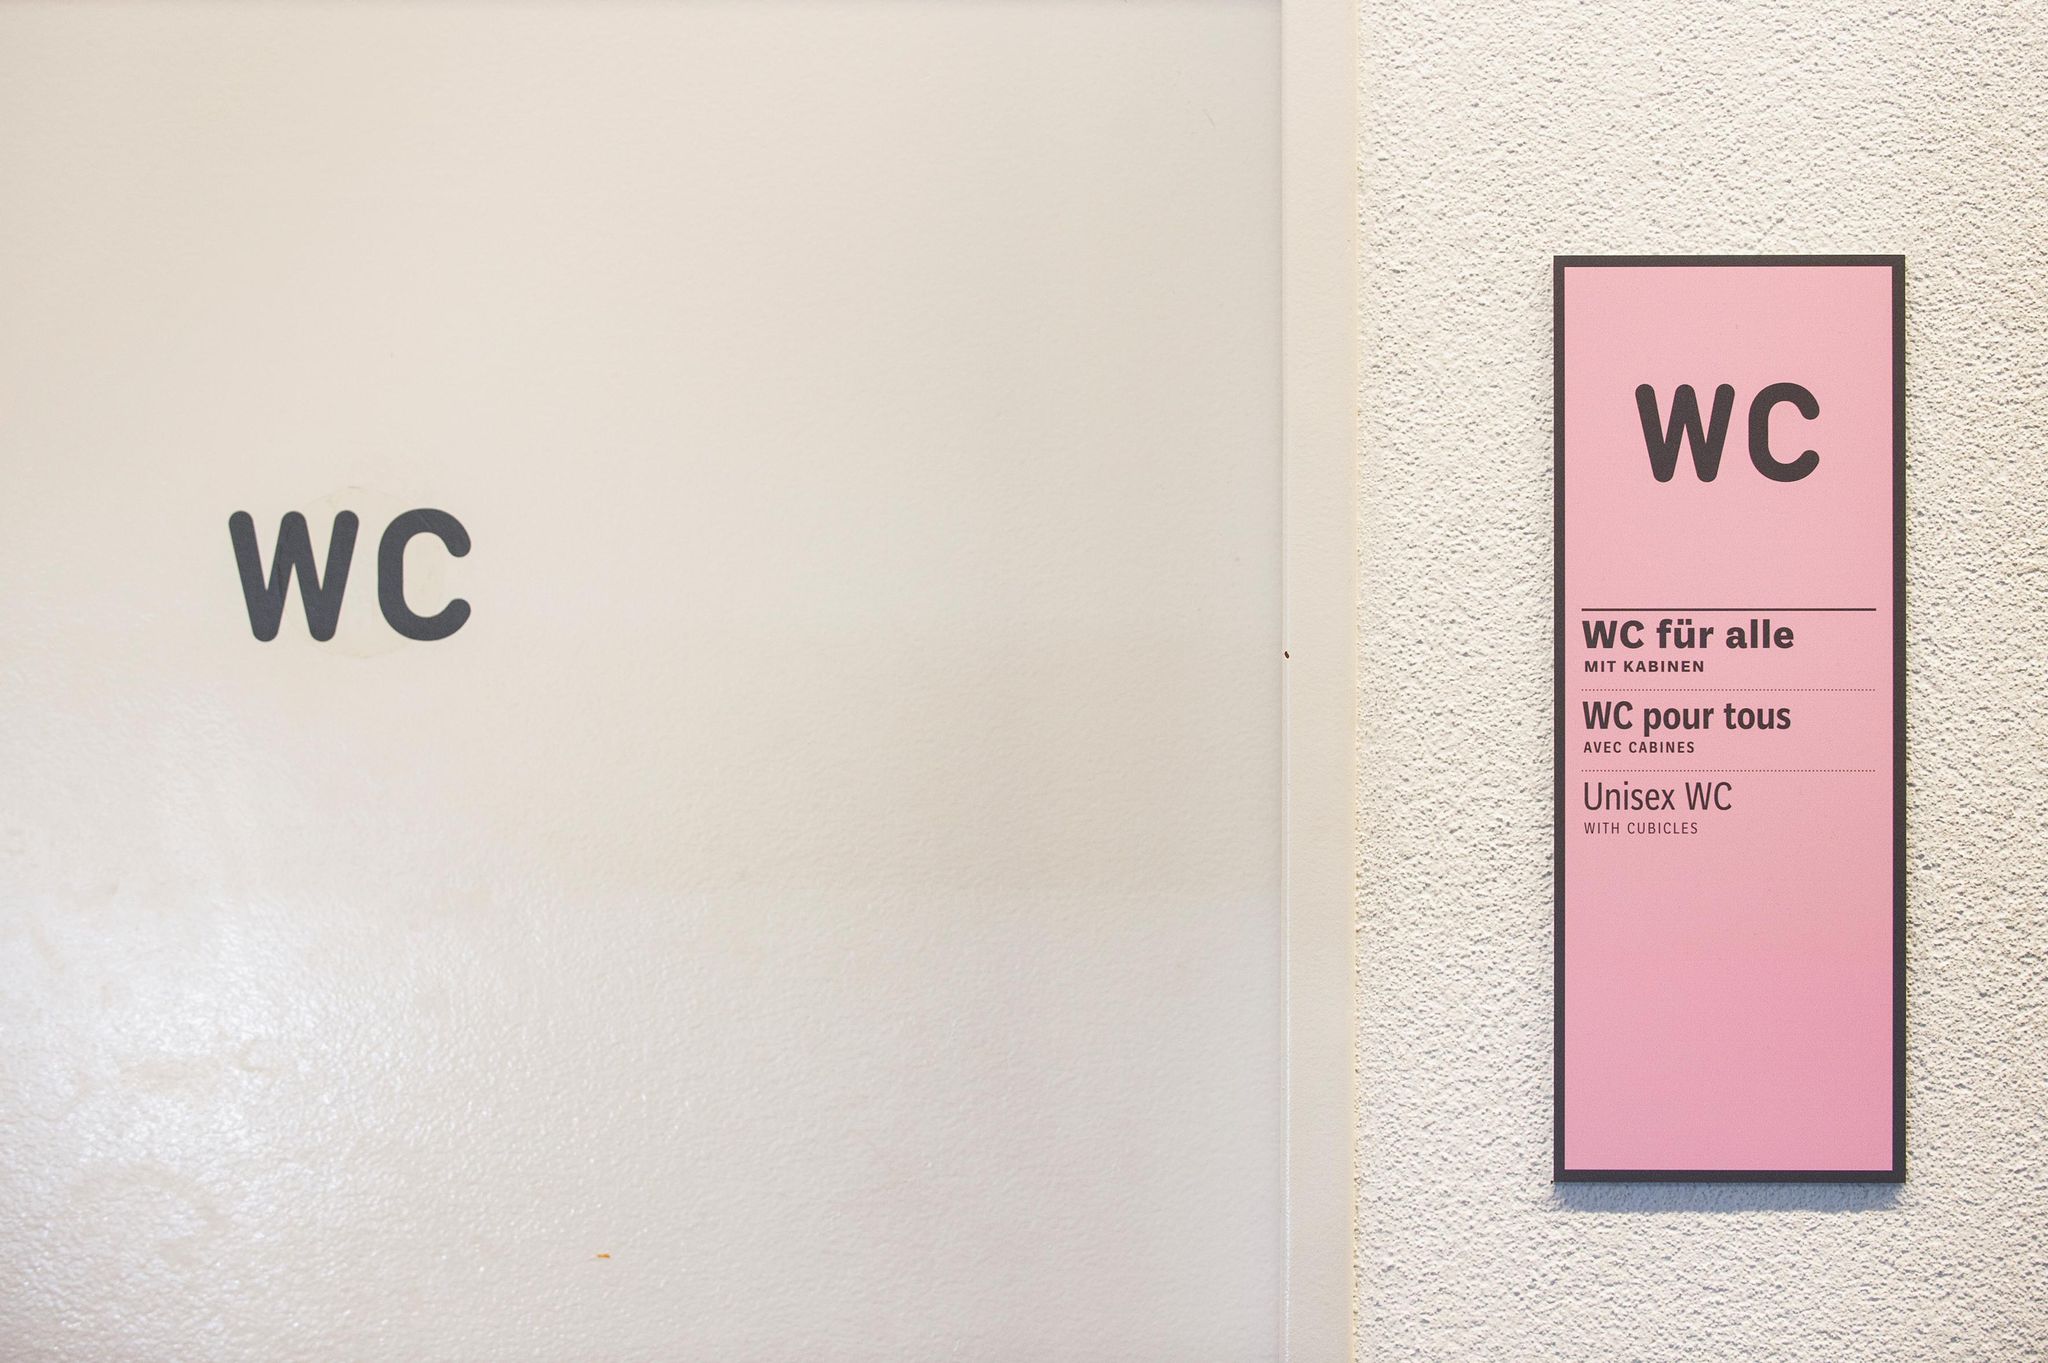 WC
WC
WC für alle
MIT KABINEN
WC pour tous
AVEC CABINES
Unisex WC
WITH CUBICLES